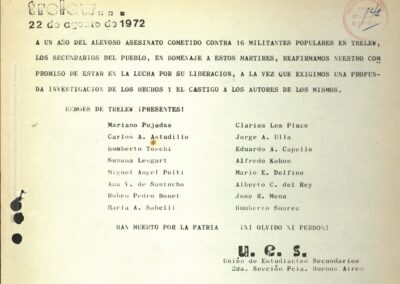 trelew...
22 de agosto de 1972
A UN AÑO DEL ALEVOSO ASESINATO COMETIDO CONTRA 16 MILITANTES POPULARES EN TRELEW,
LOS SECUNDARIOS DEL PUEBLO, EN HOMENAJE A ESTOS MARTIRES, REAFIRMAMOS NUESTRO COM
PROMISO DE ESTAR EN LA LUCHA POR SU LIBERACION, A LA VEZ QUE EXIGIMOS UNA PROFUN
DA INVESTIGACION DE LOS HECHOS Y EL CASTIGO A LOS AUTORES DE LOS MISMOS.
HEROES DE TRELEW ¡PRESENTES!
Mariano Pujadas
Carlos A. Astudillo
Humberto Toschi
Susana Lesgart
Miguel Angel Polti
Ana M. de Santucho
Ruben Pedro Bonet
Maria A. Sabelli
Clarisa Lea Place
Jorge A. Ulla
Eduardo A. Capello
Alfredo Kohon
Mario E. Delfino
Alberto C. del Rey
Jose R. Mena
Humberto Suarez
HAN MUERTO POR LA PATRIA ¡NI OLVIDO NI PERDON!
u.e.s.
Unión de Estudiantes Secundarios
2da. Sección Pcia. Buenos Aires